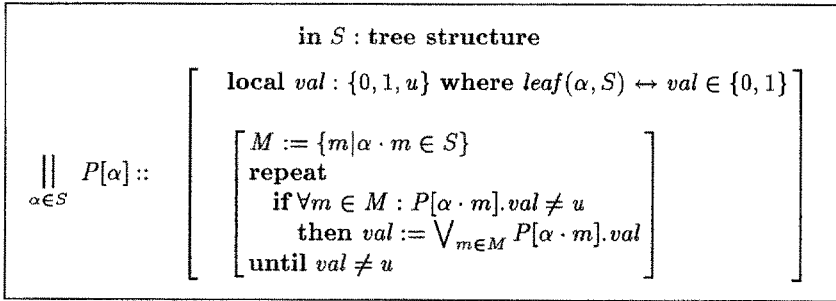 in S : tree structure
local val : {0, 1, u} where leaf(α, S) ↔ val ∈ {0, 1}
M := {m|α · m ∈ S}
repeat
|| α∈S P[α] :: if ∀m ∈ M : P[α · m].val ≠ u
then val := ⋁m∈M P[α · m].val
until val ≠ u